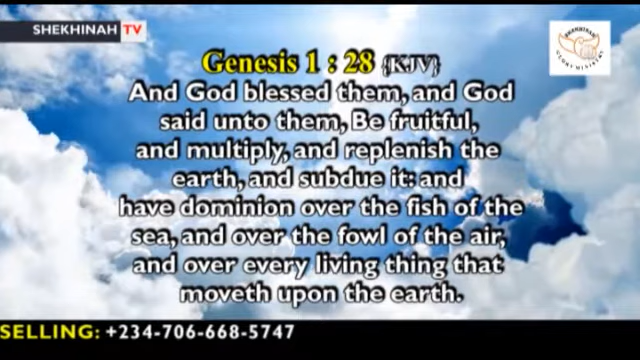 SHEKHINAH TV
SHEKHINAH
GLORY MINISTRY
Genesis 1 : 28 {KJV}
And God blessed them, and God
said unto them, Be fruitful,
and multiply, and replenish the
earth, and subdue it: and
have dominion over the fish of the
sea, and over the fowl of the air,
and over every living thing that
moveth upon the earth.
SELLING: +234-706-668-5747